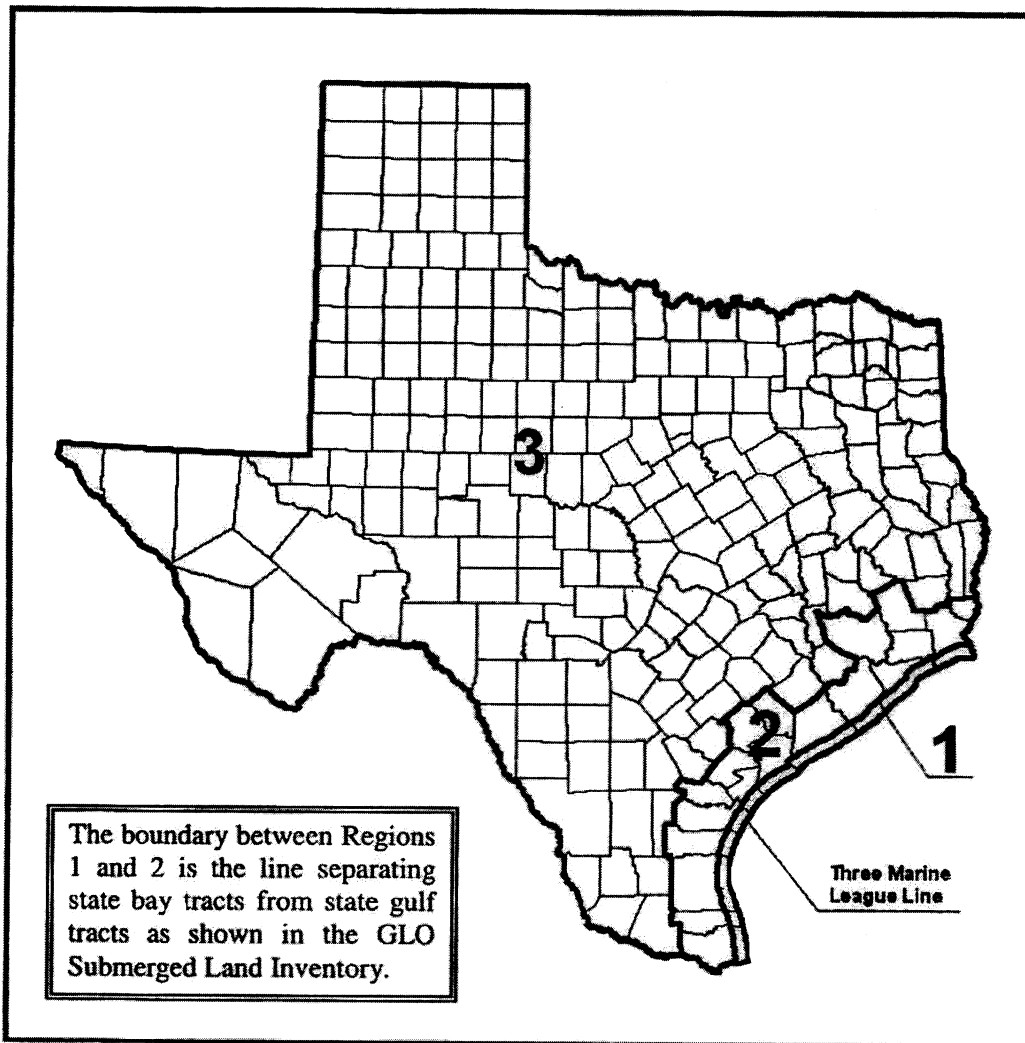 3
2
1
The boundary between Regions
1 and 2 is the line separating
state bay tracts from state gulf
tracts as shown in the GLO
Submerged Land Inventory.
Three Marine
League Line